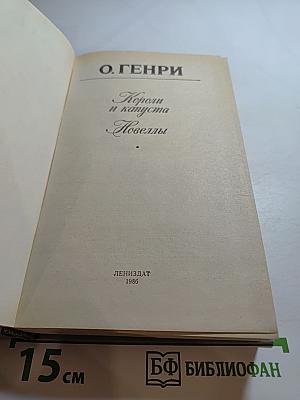 О. ГЕНРИ
Короли
и капуста
Новеллы
ЛЕНИЗДАТ
1986
15 см
БФ БИБЛИОФАН